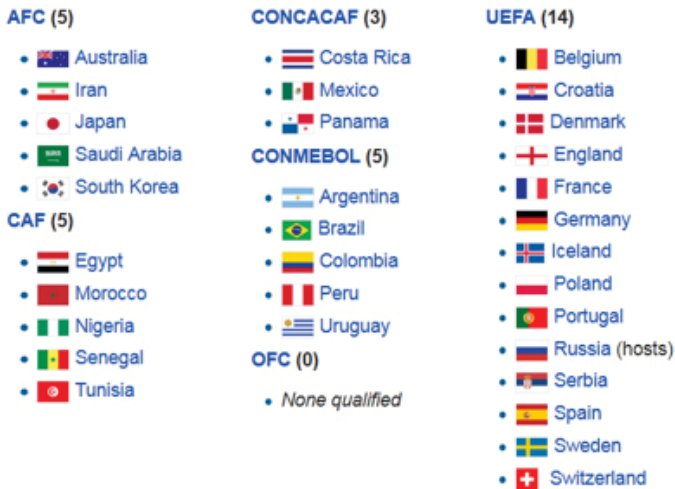 AFC (5)
Australia
Iran
Japan
Saudi Arabia
South Korea
CAF (5)
Egypt
Morocco
Nigeria
Senegal
Tunisia
CONCACAF (3)
Costa Rica
Mexico
Panama
CONMEBOL (5)
Argentina
Brazil
Colombia
Peru
Uruguay
OFC (0)
None qualified
UEFA (14)
Belgium
Croatia
Denmark
England
France
Germany
Iceland
Poland
Portugal
Russia (hosts)
Serbia
Spain
Sweden
Switzerland